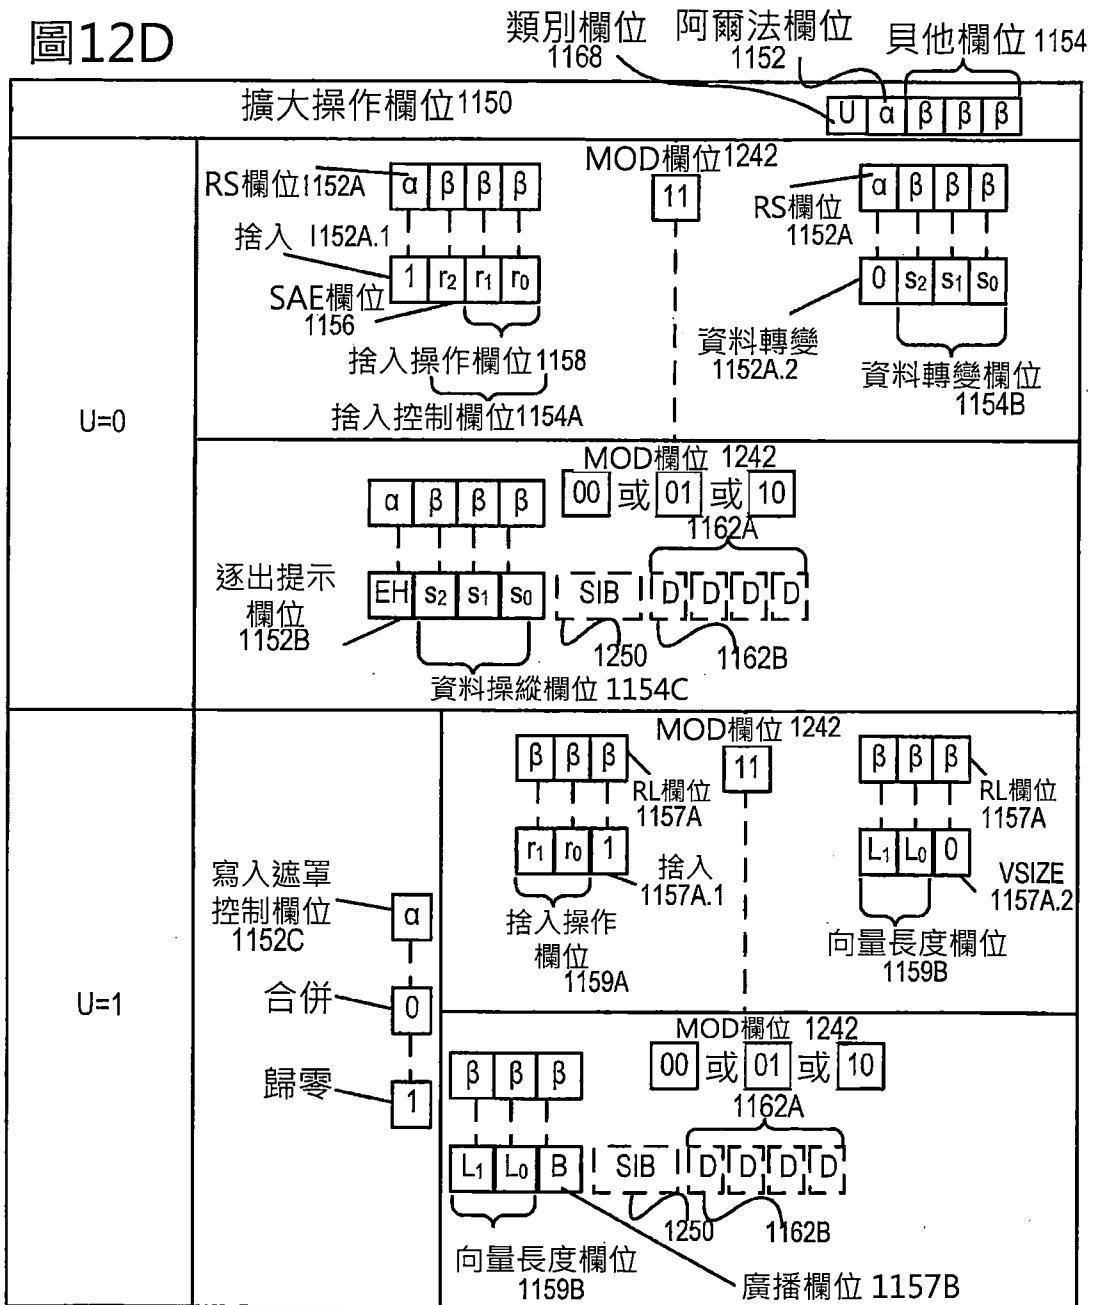 圖12D
類別欄位
1168
阿爾法欄位
1152
貝他欄位 1154
擴大操作欄位1150
U α β β β
U=0
RS欄位1152A
α β β β
捨入 1152A.1
1 r2 r1 r0
SAE欄位
1156
捨入操作欄位1158
捨入控制欄位1154A
MOD欄位1242
11
RS欄位
1152A
α β β β
0 s2 s1 s0
資料轉變
1152A.2
資料轉變欄位
1154B
MOD欄位 1242
00 或 01 或 10
α β β β
1162A
逐出提示
欄位
1152B
EH s2 s1 s0 SIB D D D D
1250
1162B
資料操縱欄位 1154C
U=1
寫入遮罩
控制欄位
1152C
α
合併
0
歸零
1
MOD欄位 1242
11
β β β
RL欄位
1157A
r1 r0 1
捨入
1157A.1
捨入操作
欄位
1159A
β β β
RL欄位
1157A
L1 L0 0
VSIZE
1157A.2
向量長度欄位
1159B
MOD欄位 1242
00 或 01 或 10
β β β
1162A
L1 L0 B SIB D D D D
1250
1162B
向量長度欄位
1159B
廣播欄位 1157B